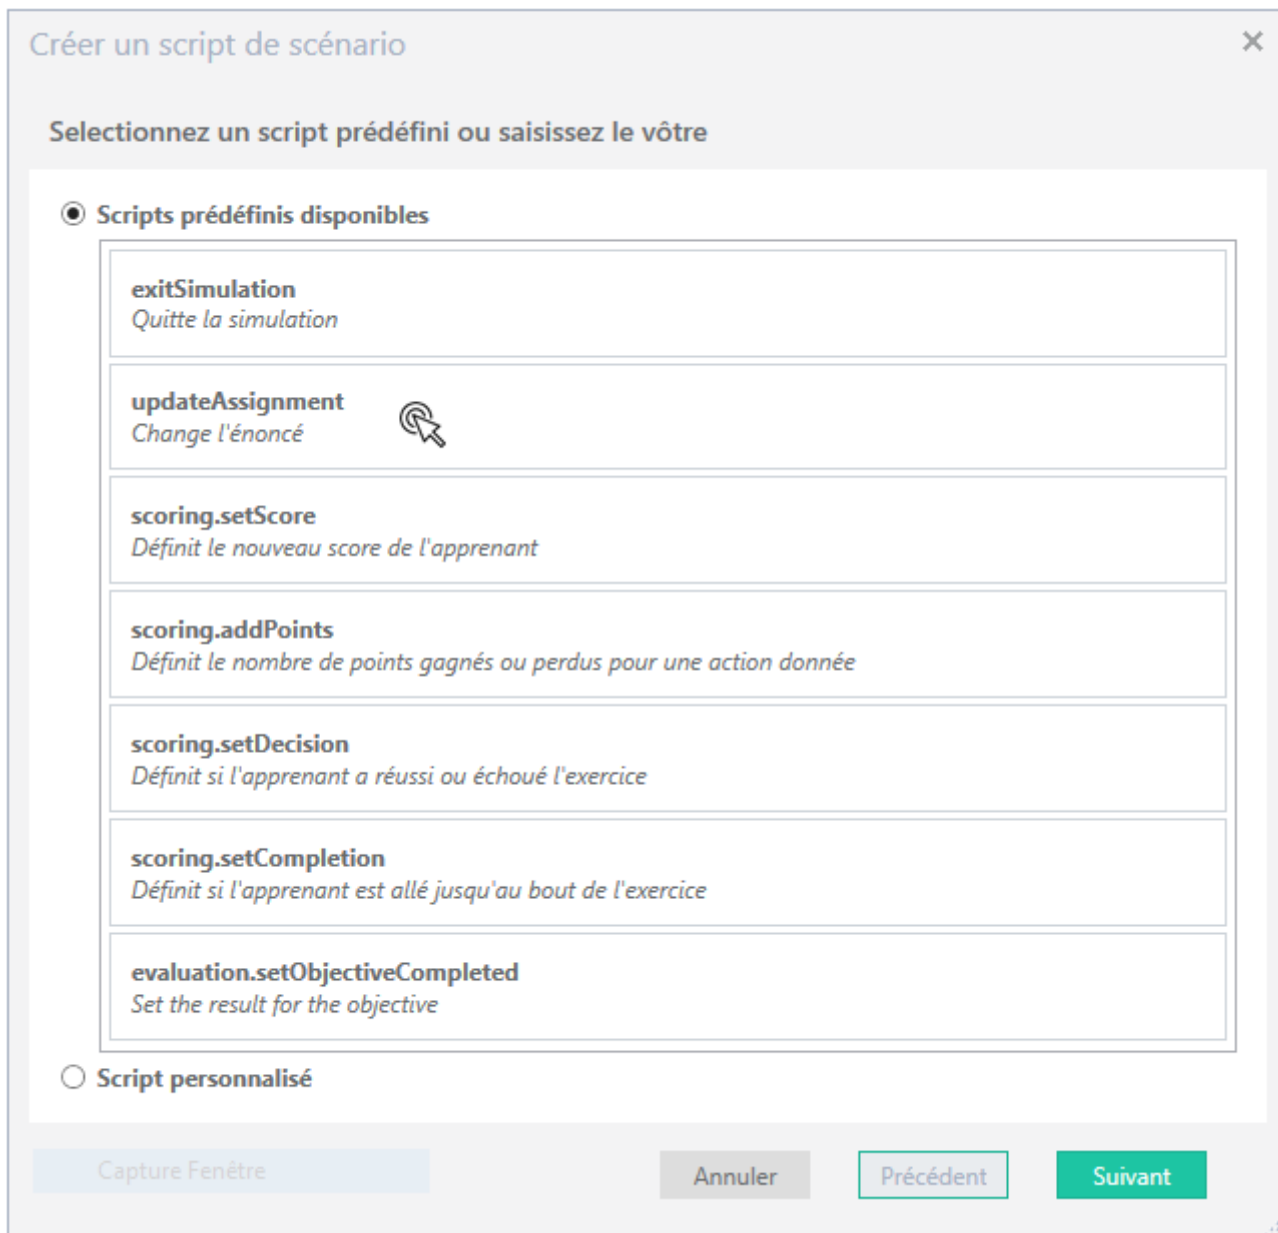 Créer un script de scénario
Selectionnez un script prédéfini ou saisissez le vôtre
Scripts prédéfinis disponibles
exitSimulation
Quitte la simulation
updateAssignment
Change l'énoncé
scoring.setScore
Définit le nouveau score de l'apprenant
scoring.addPoints
Définit le nombre de points gagnés ou perdus pour une action donnée
scoring.setDecision
Définit si l'apprenant a réussi ou échoué l'exercice
scoring.setCompletion
Définit si l'apprenant est allé jusqu'au bout de l'exercice
evaluation.setObjectiveCompleted
Set the result for the objective
Script personnalisé
Capture Fenêtre
Annuler
Précédent
Suivant